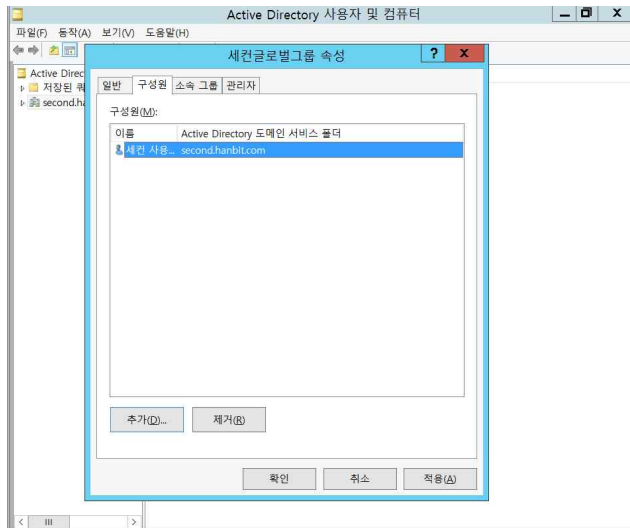 Active Directory 사용자 및 컴퓨터
파일(F) 동작(A) 보기(V) 도움말(H)
세컨글로벌그룹 속성
Active Direc
저장된 쿼
second.ha
일반 구성원 소속 그룹 관리자
구성원(M):
이름 Active Directory 도메인 서비스 폴더
세컨 사용... second.hanbit.com
추가(D)... 제거(R)
확인 취소 적용(A)